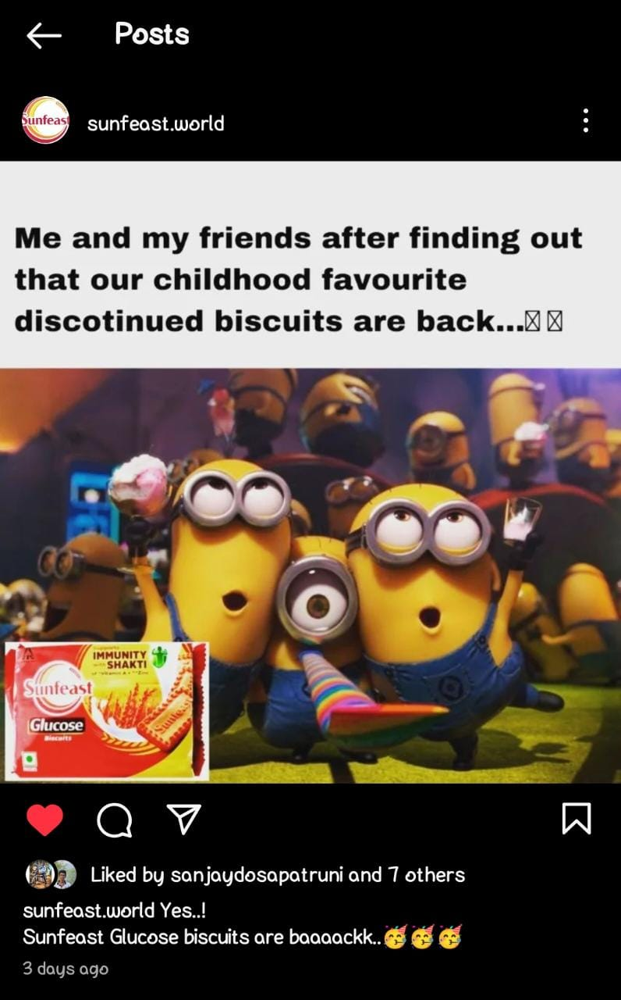 Posts
Sunfeast
sunfeast.world
Me and my friends after finding out
that our childhood favourite
discotinued biscuits are back...
Supports
IMMUNITY
with SHAKTI
Sunfeast
Glucose
Biscuits
Liked by sanjaydosapatruni and 7 others
sunfeast.world Yes..!
Sunfeast Glucose biscuits are baaaackk..🥳🥳🥳
3 days ago